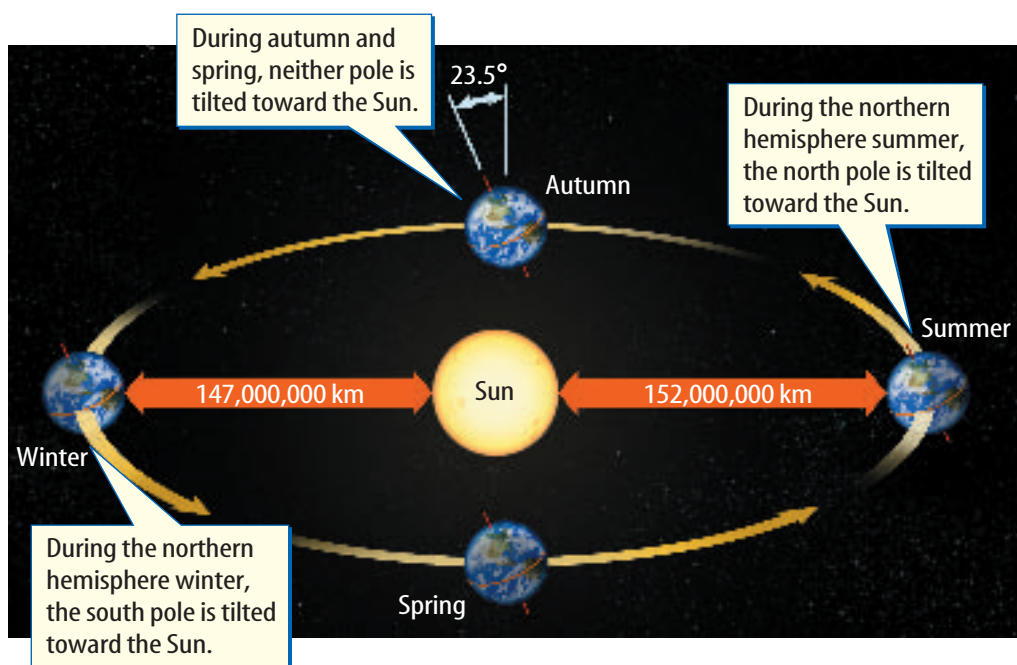 During autumn and
spring, neither pole is
tilted toward the Sun.
23.5°
During the northern
hemisphere summer,
the north pole is tilted
toward the Sun.
Autumn
Summer
147,000,000 km
Sun
152,000,000 km
Winter
During the northern
hemisphere winter,
the south pole is tilted
toward the Sun.
Spring